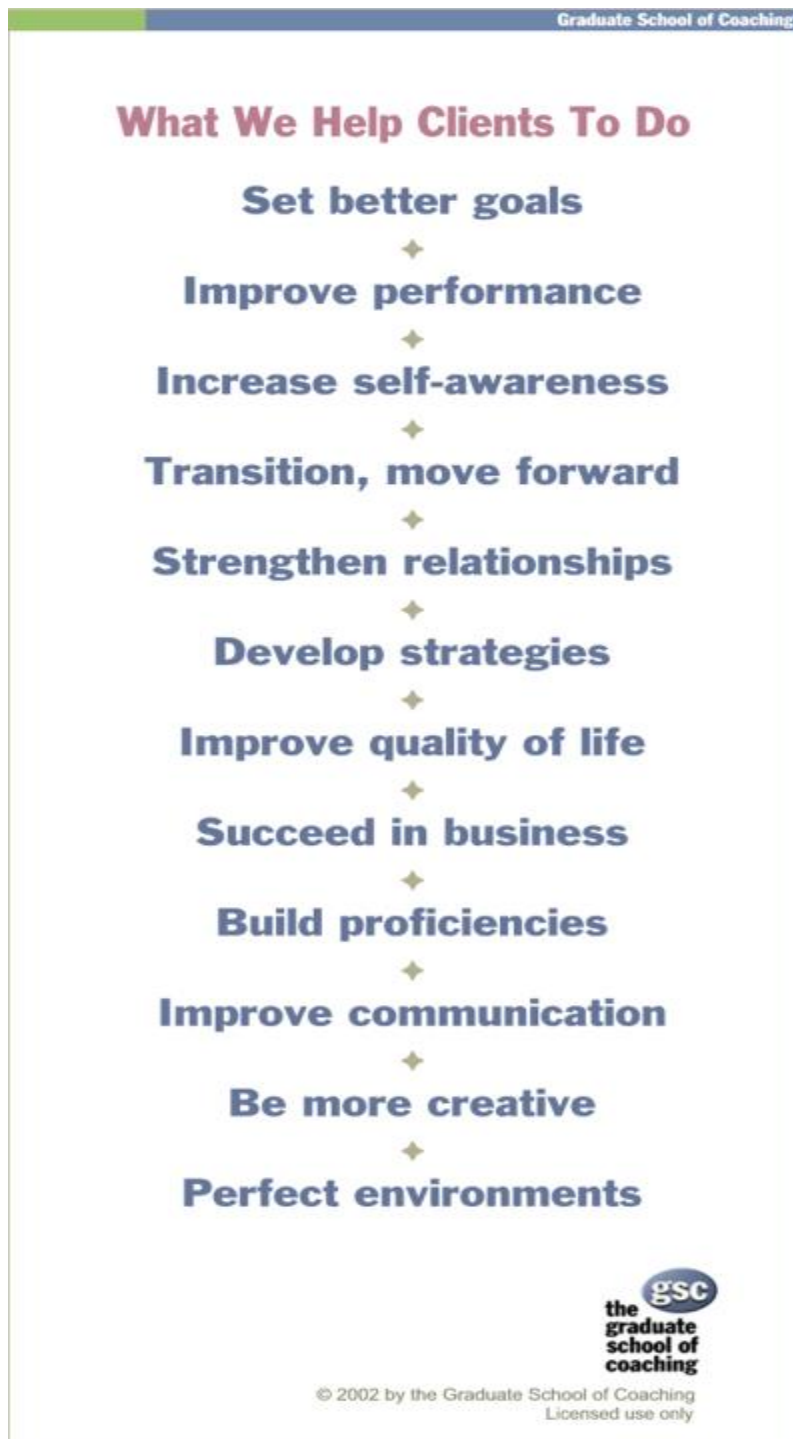 Graduate School of Coaching
What We Help Clients To Do
Set better goals
Improve performance
Increase self-awareness
Transition, move forward
Strengthen relationships
Develop strategies
Improve quality of life
Succeed in business
Build proficiencies
Improve communication
Be more creative
Perfect environments
gsc
the
graduate
school of
coaching
© 2002 by the Graduate School of Coaching
Licensed use only